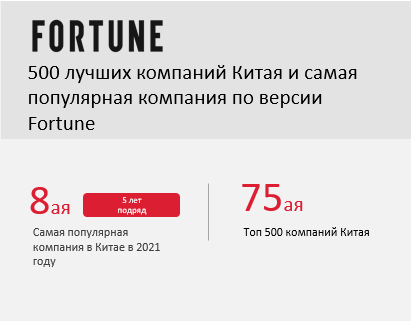 FORTUNE
500 лучших компаний Китая и самая
популярная компания по версии
Fortune
8ая
5 лет
подряд
Самая популярная
компания в Китае в 2021
году
75ая
Топ 500 компаний Китая